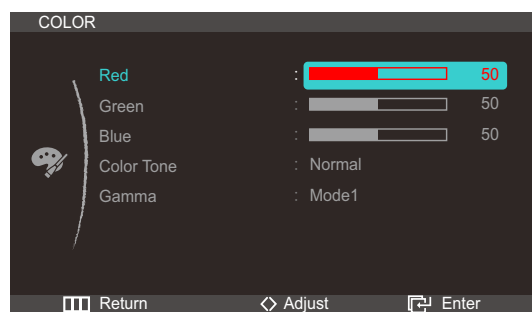 COLOR
Red : 50
Green : 50
Blue : 50
Color Tone : Normal
Gamma : Mode1
Return Adjust Enter